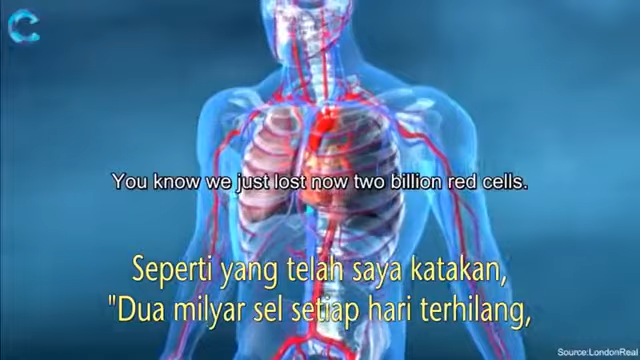 You know we just lost now two billion red cells.
Seperti yang telah saya katakan,
"Dua milyar sel setiap hari terhilang,
Source:LondonReal